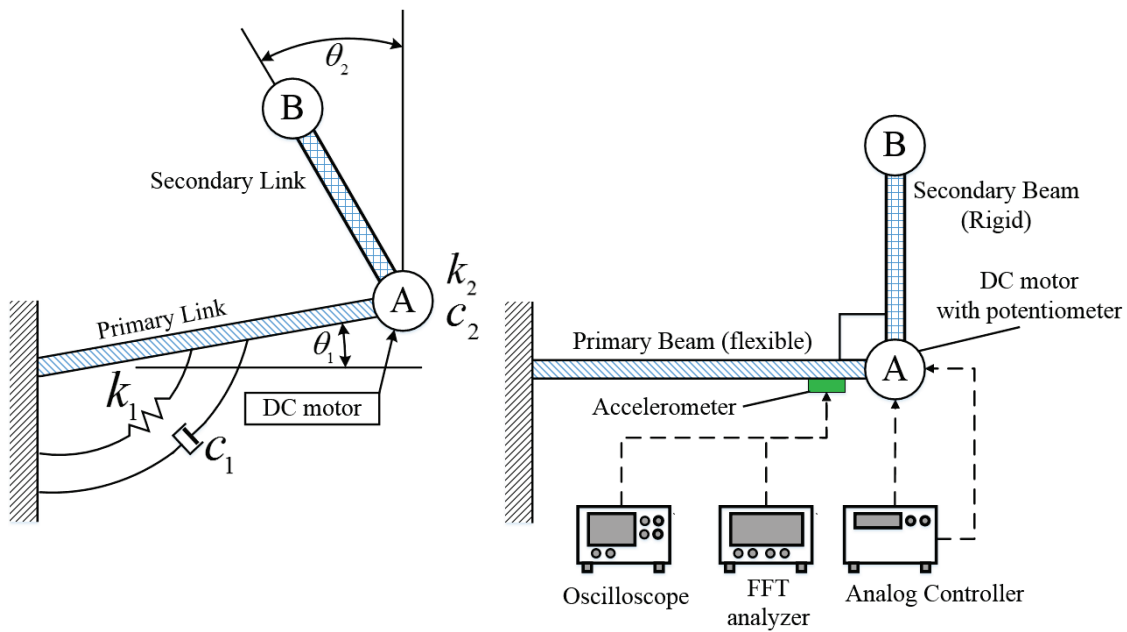 θ2
B
Secondary Link
A
k2
c2
Primary Link
θ1
k1
c1
DC motor
B
Secondary Beam
(Rigid)
DC motor
with potentiometer
Primary Beam (flexible)
A
Accelerometer
Oscilloscope
FFT
analyzer
Analog Controller